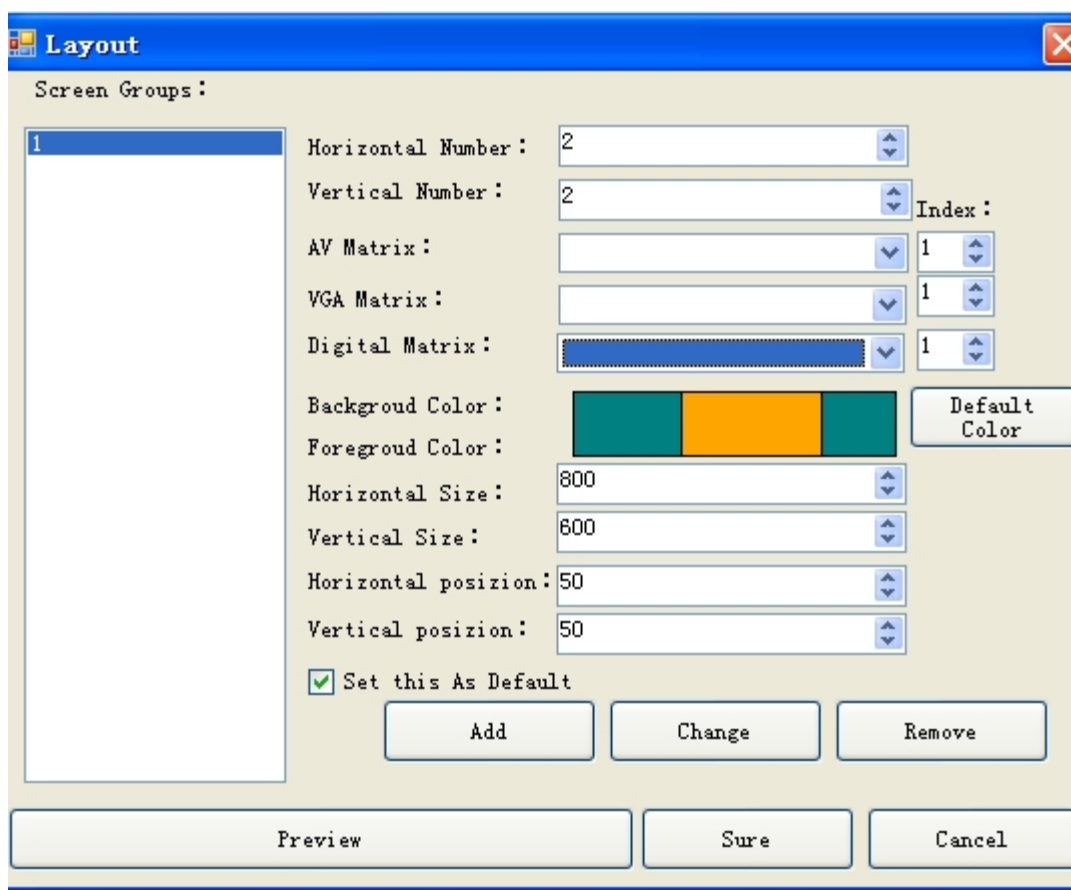 Layout
Screen Groups：
1
Horizontal Number： 2
Vertical Number： 2
Index：
AV Matrix： 1
VGA Matrix： 1
Digital Matrix： 1
Backgroud Color：
Default Color
Foregroud Color：
Horizontal Size： 800
Vertical Size： 600
Horizontal posizion： 50
Vertical posizion： 50
Set this As Default
Add Change Remove
Preview Sure Cancel